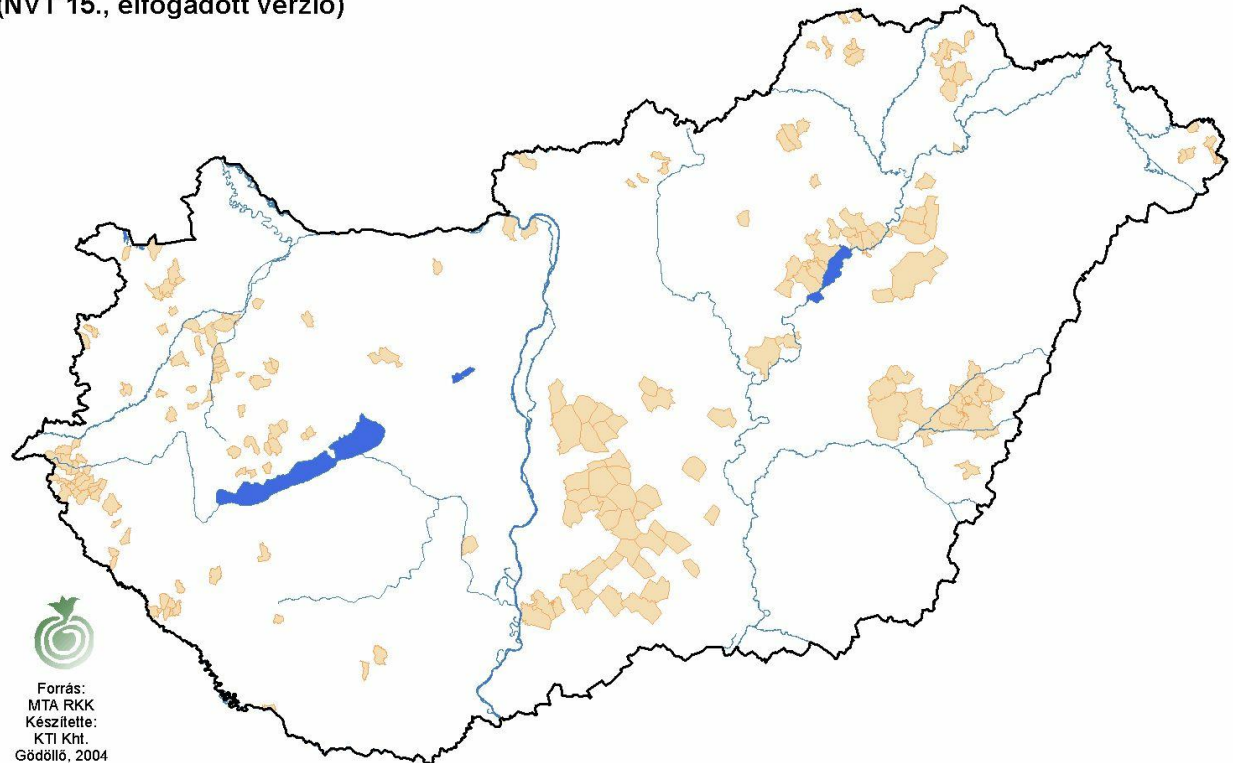 (NVT 15., elfogadott verzió)
Forrás:
MTA RKK
Készítette:
KTI Kht.
Gödöllő, 2004